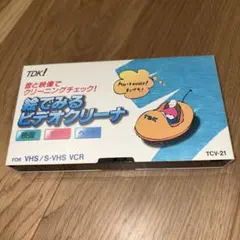 TDK!
音と映像で
クリーニングチェック!
絵でみる
ビデオクリーナ
FOR VHS/S-VHS VCR
TCV-21